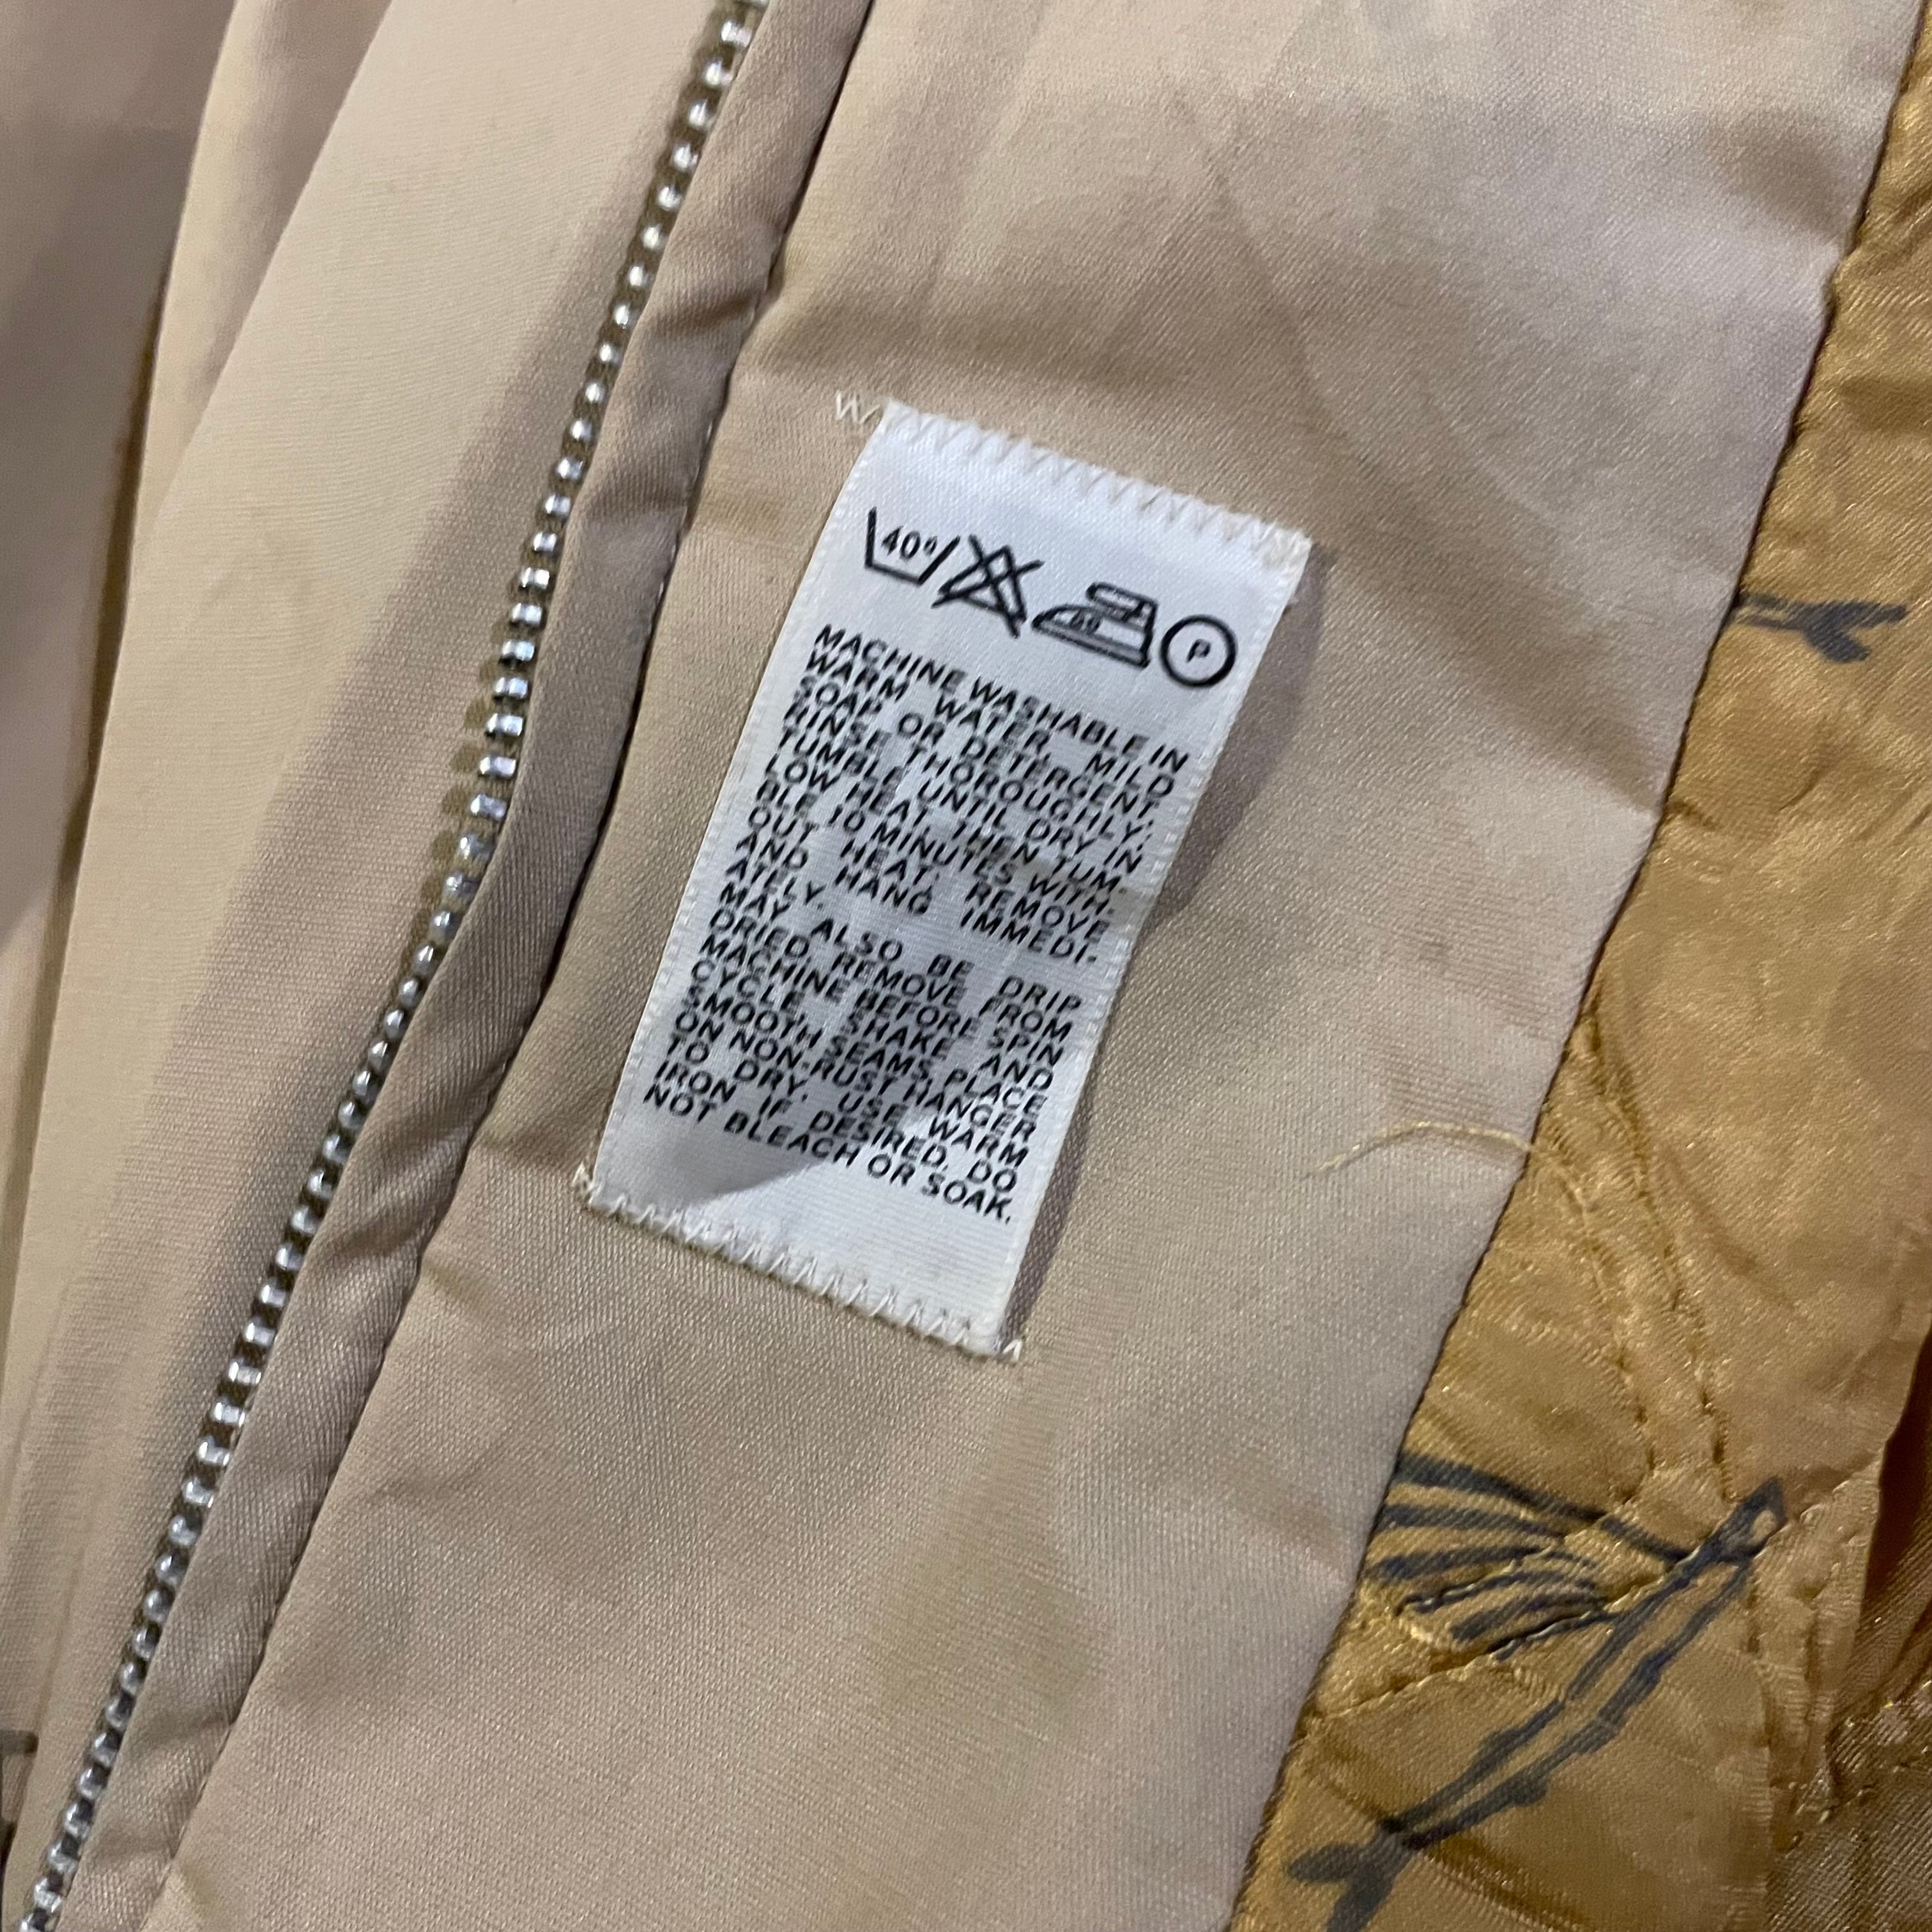 40°
60
P
MACHINE WASHABLE IN
WARM WATER, MILD
SOAP OR DETERGENT
RINSE THOROUGHLY.
TUMBLE UNTIL DRY IN
LOW HEAT, THEN TUM-
BLE 10 MINUTES WITH-
OUT HEAT. REMOVE
AND HANG IMMEDI-
ATELY.
MAY ALSO BE DRIP
DRIED. REMOVE FROM
MACHINE BEFORE SPIN
CYCLE, SHAKE AND
SMOOTH SEAMS, PLACE
ON NON-RUST HANGER
TO DRY. USE WARM
IRON IF DESIRED. DO
NOT BLEACH OR SOAK.